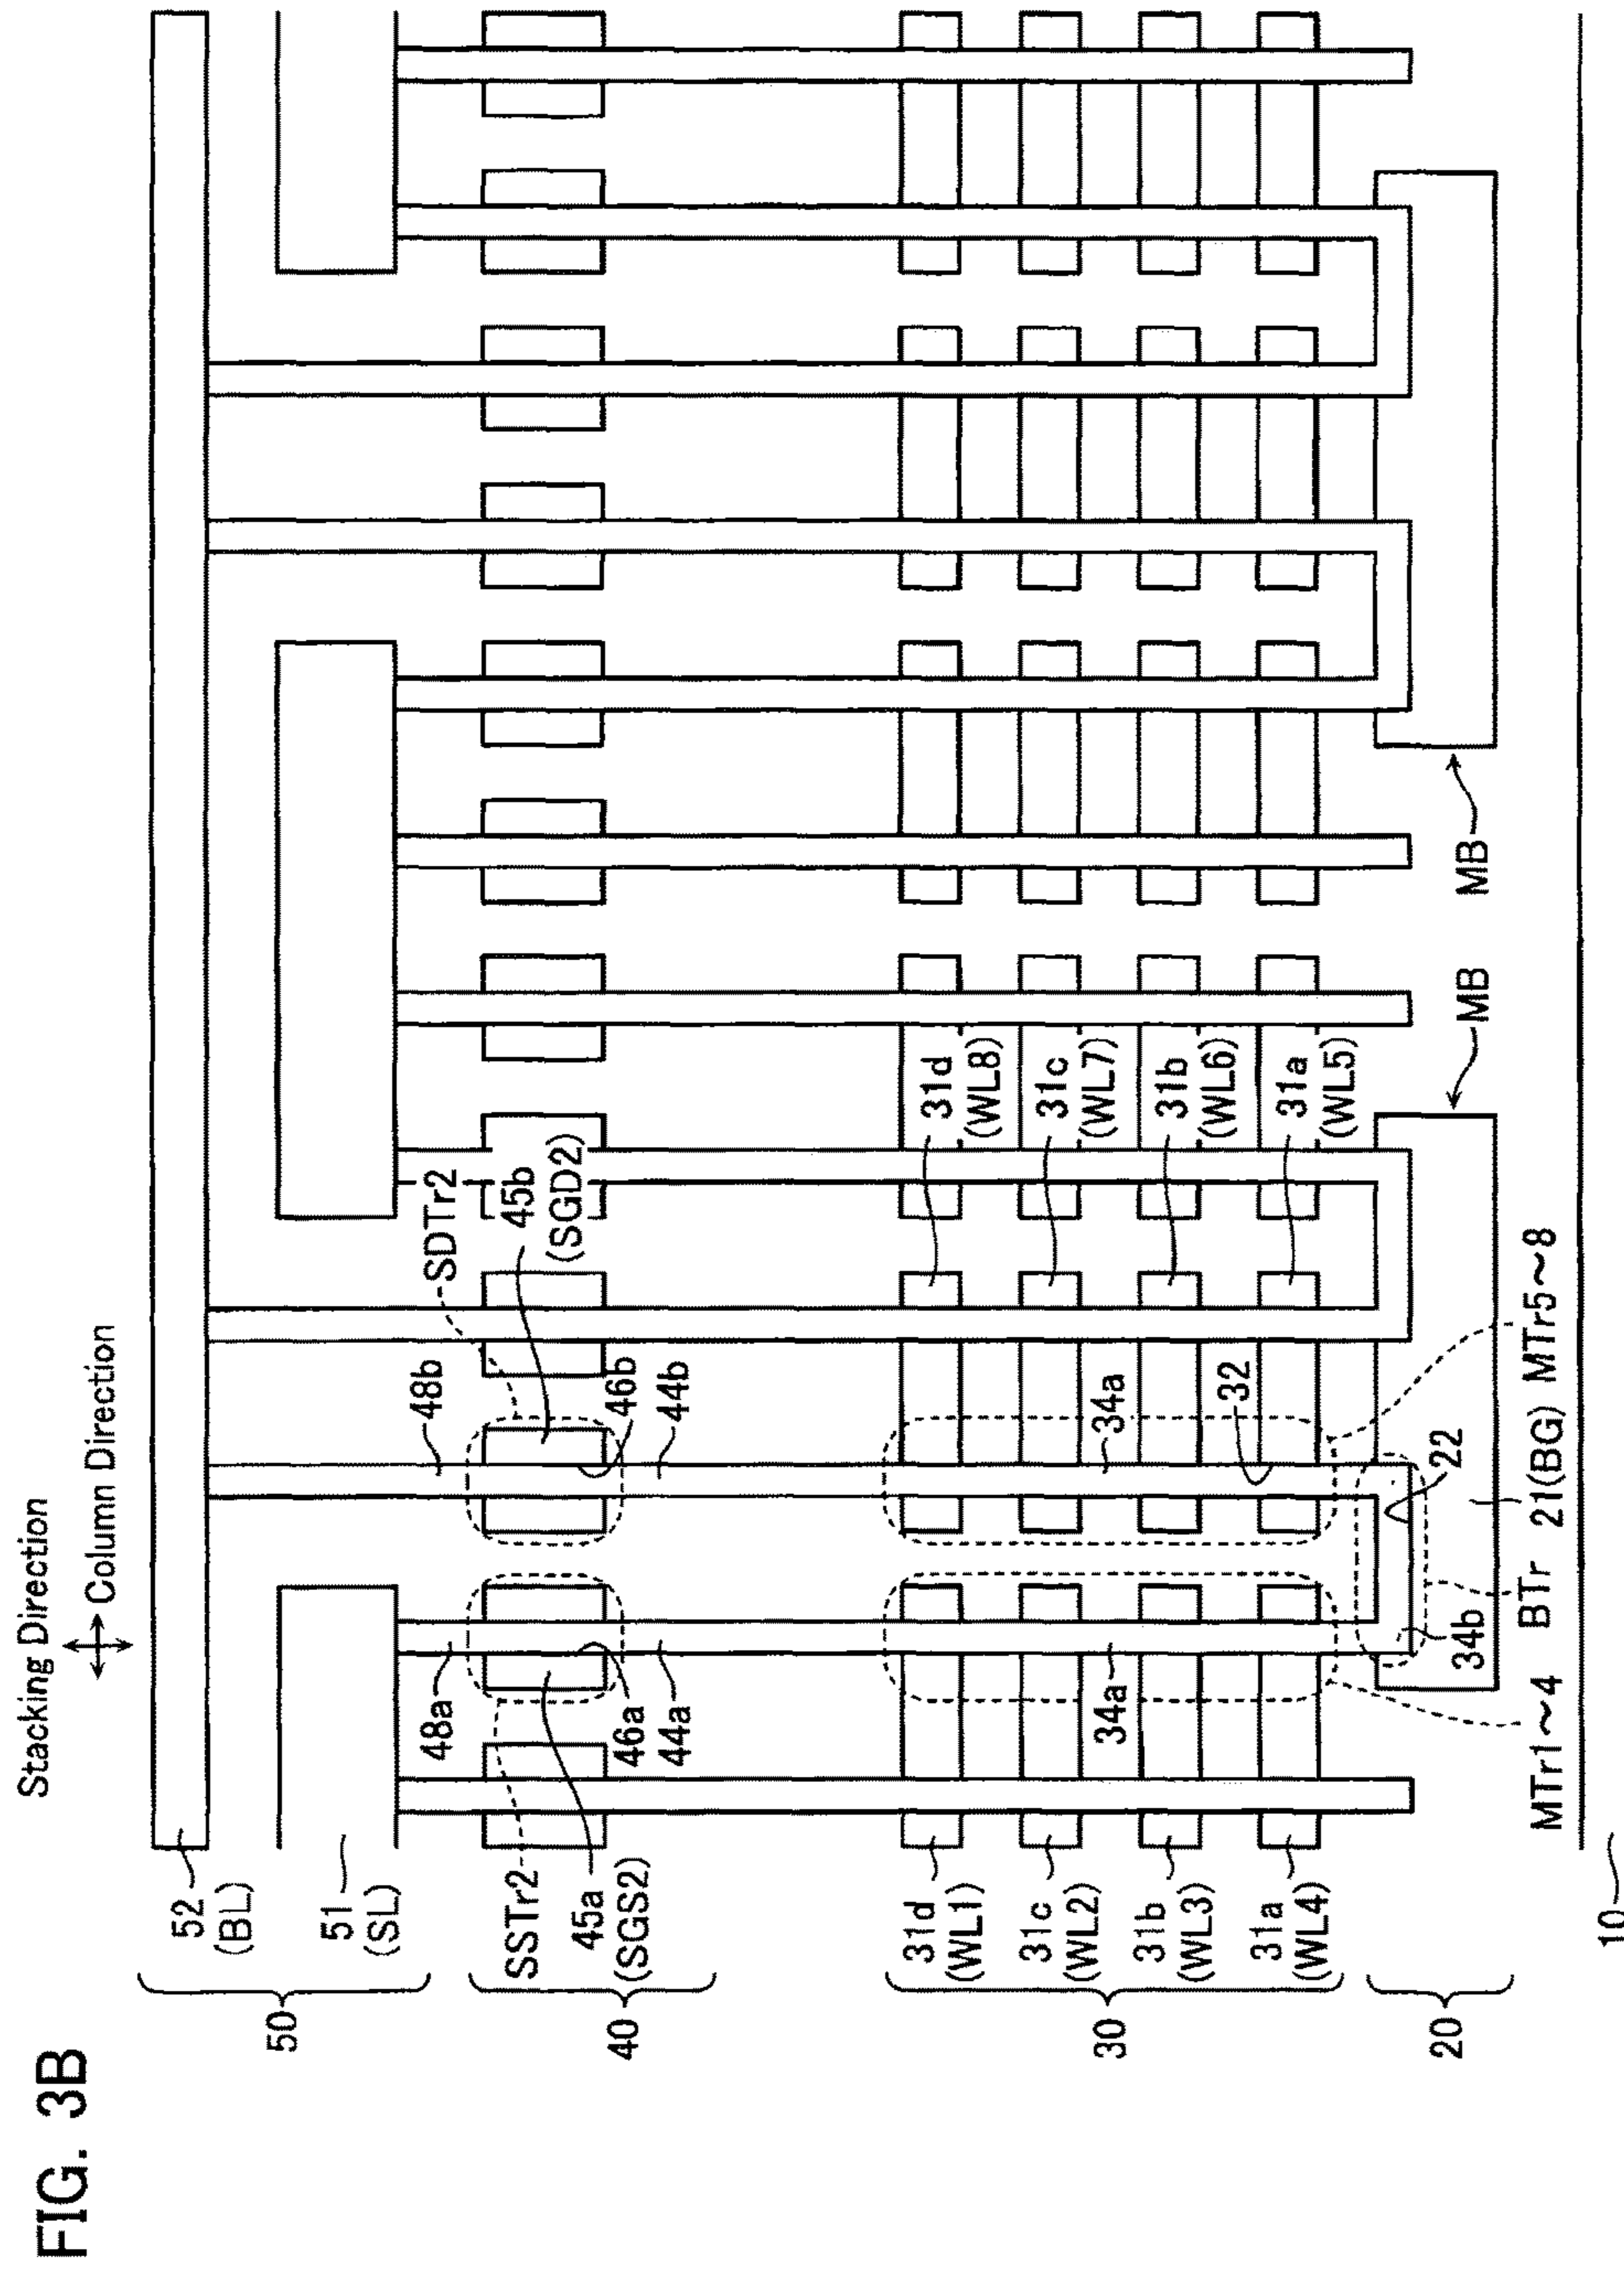 FIG. 3B
Stacking Direction
Column Direction
50
52
(BL)
51
(SL)
40
SSTr2
45a
(SGS2)
48a
46a
44a
SDTr2
45b
(SGD2)
48b
46b
44b
30
31d
(WL1)
31c
(WL2)
31b
(WL3)
31a
(WL4)
34a
34a
32
31d
(WL8)
31c
(WL7)
31b
(WL6)
31a
(WL5)
20
MTr1~4
34b
BTr
22
21(BG)
MTr5~8
MB
MB
10